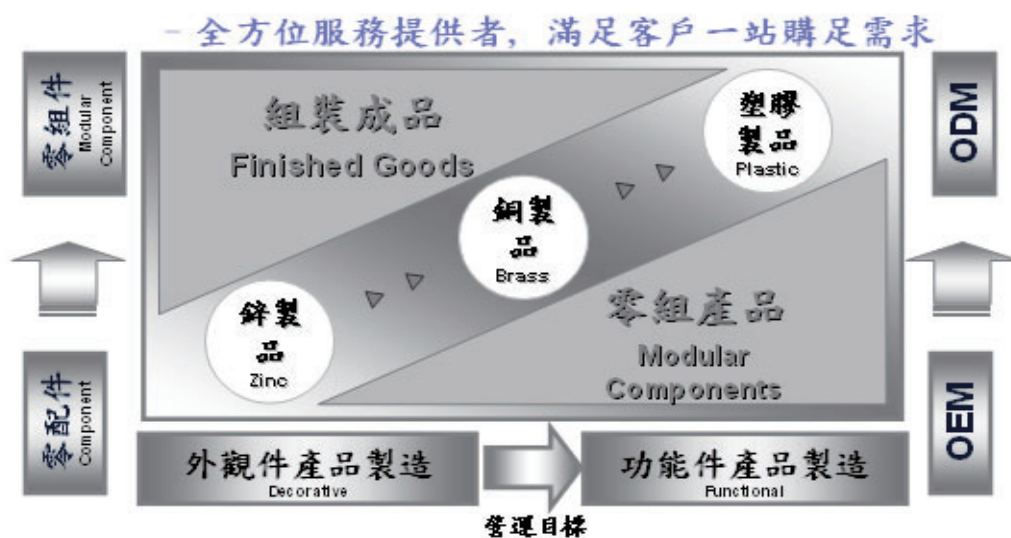 – 全方位服務提供者, 滿足客戶一站購足需求
零組件
Modular
Component
組裝成品
Finished Goods
塑膠
製品
Plastic
ODM
銅製
品
Brass
鋅製
品
Zinc
零組產品
Modular
Components
零配件
Component
OEM
外觀件產品製造
Decorative
功能件產品製造
Functional
營運目標